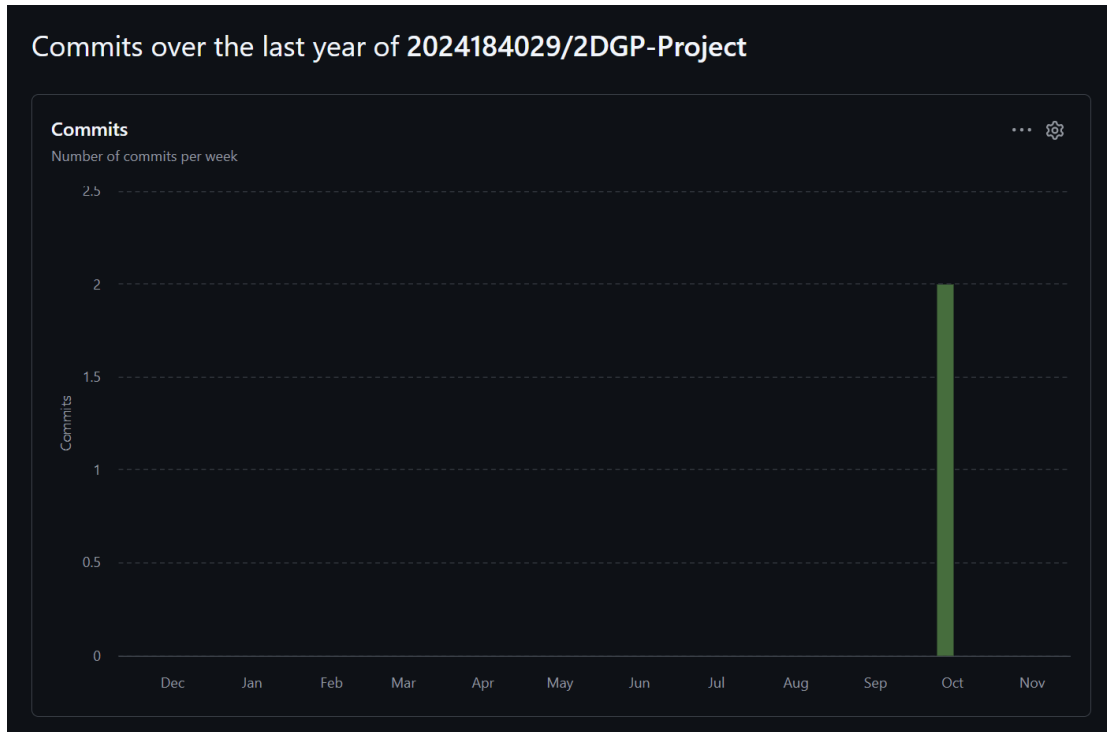 Commits over the last year of 2024184029/2DGP-Project
Commits
Number of commits per week
2.5
2
1.5
1
0.5
0
Commits
Dec Jan Feb Mar Apr May Jun Jul Aug Sep Oct Nov